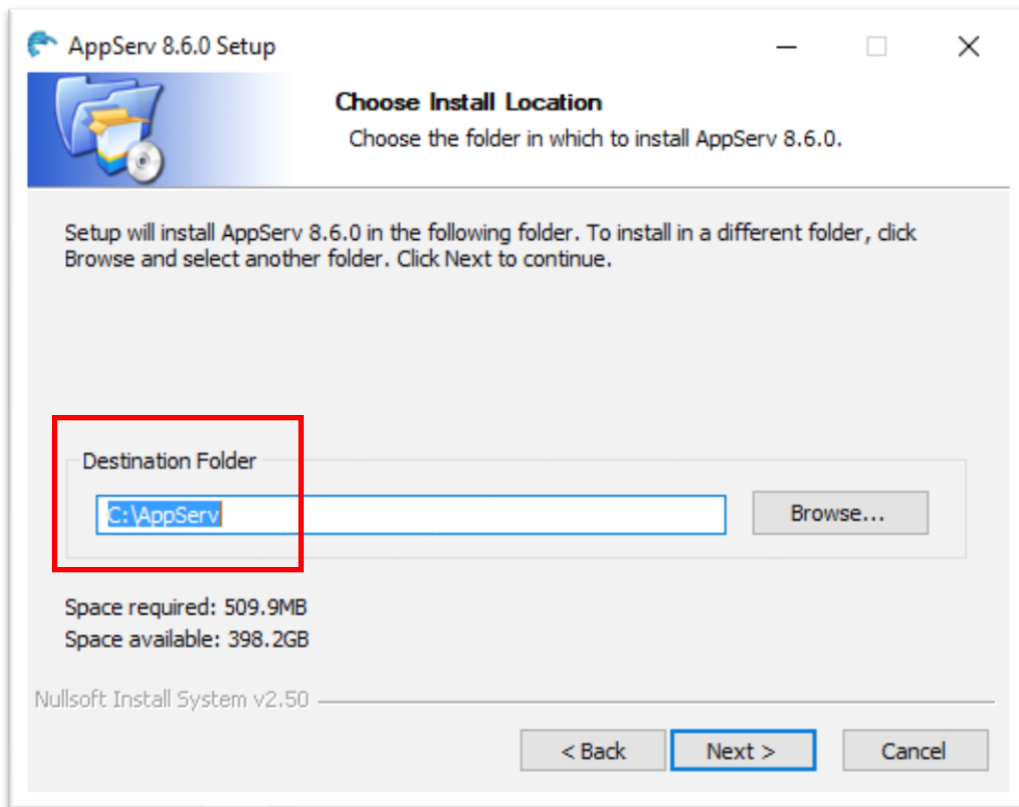 AppServ 8.6.0 Setup
Choose Install Location
Choose the folder in which to install AppServ 8.6.0.
Setup will install AppServ 8.6.0 in the following folder. To install in a different folder, click
Browse and select another folder. Click Next to continue.
Destination Folder
C:\AppServ
Browse...
Space required: 509.9MB
Space available: 398.2GB
Nullsoft Install System v2.50
< Back
Next >
Cancel